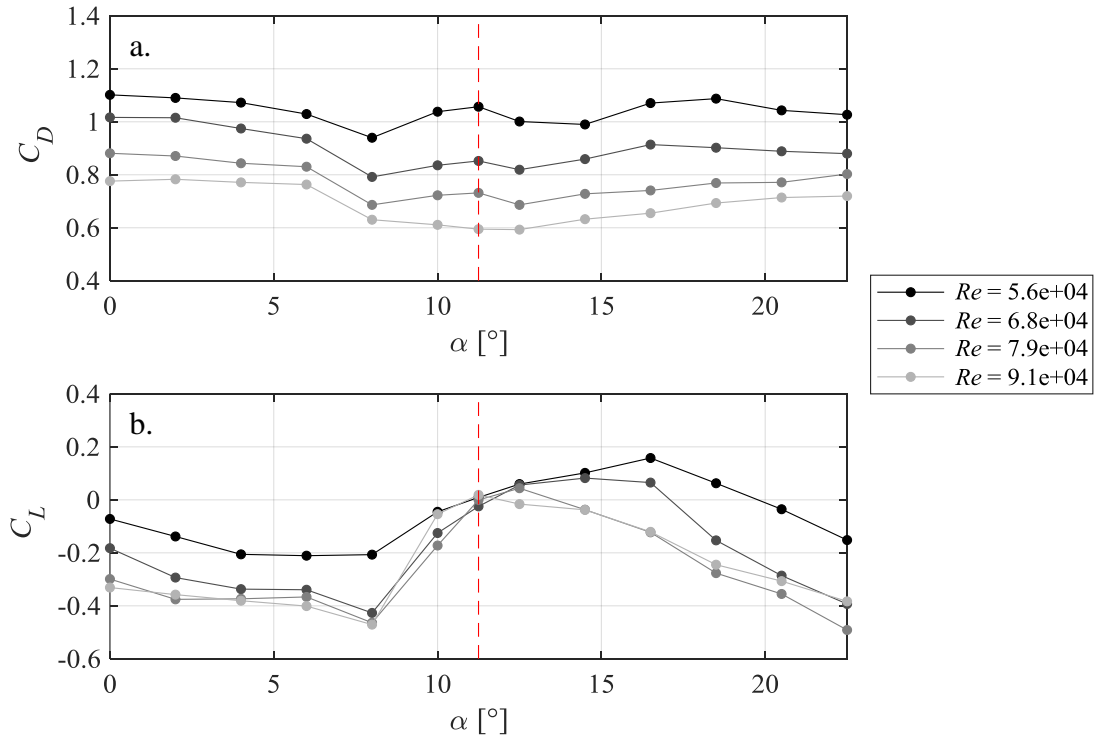 1.4
a.
1.2
1
0.8
0.6
0.4
C_D
0 5 10 15 20
α [°]
Re = 5.6e+04
Re = 6.8e+04
Re = 7.9e+04
Re = 9.1e+04
0.4
b.
0.2
0
-0.2
-0.4
-0.6
C_L
0 5 10 15 20
α [°]